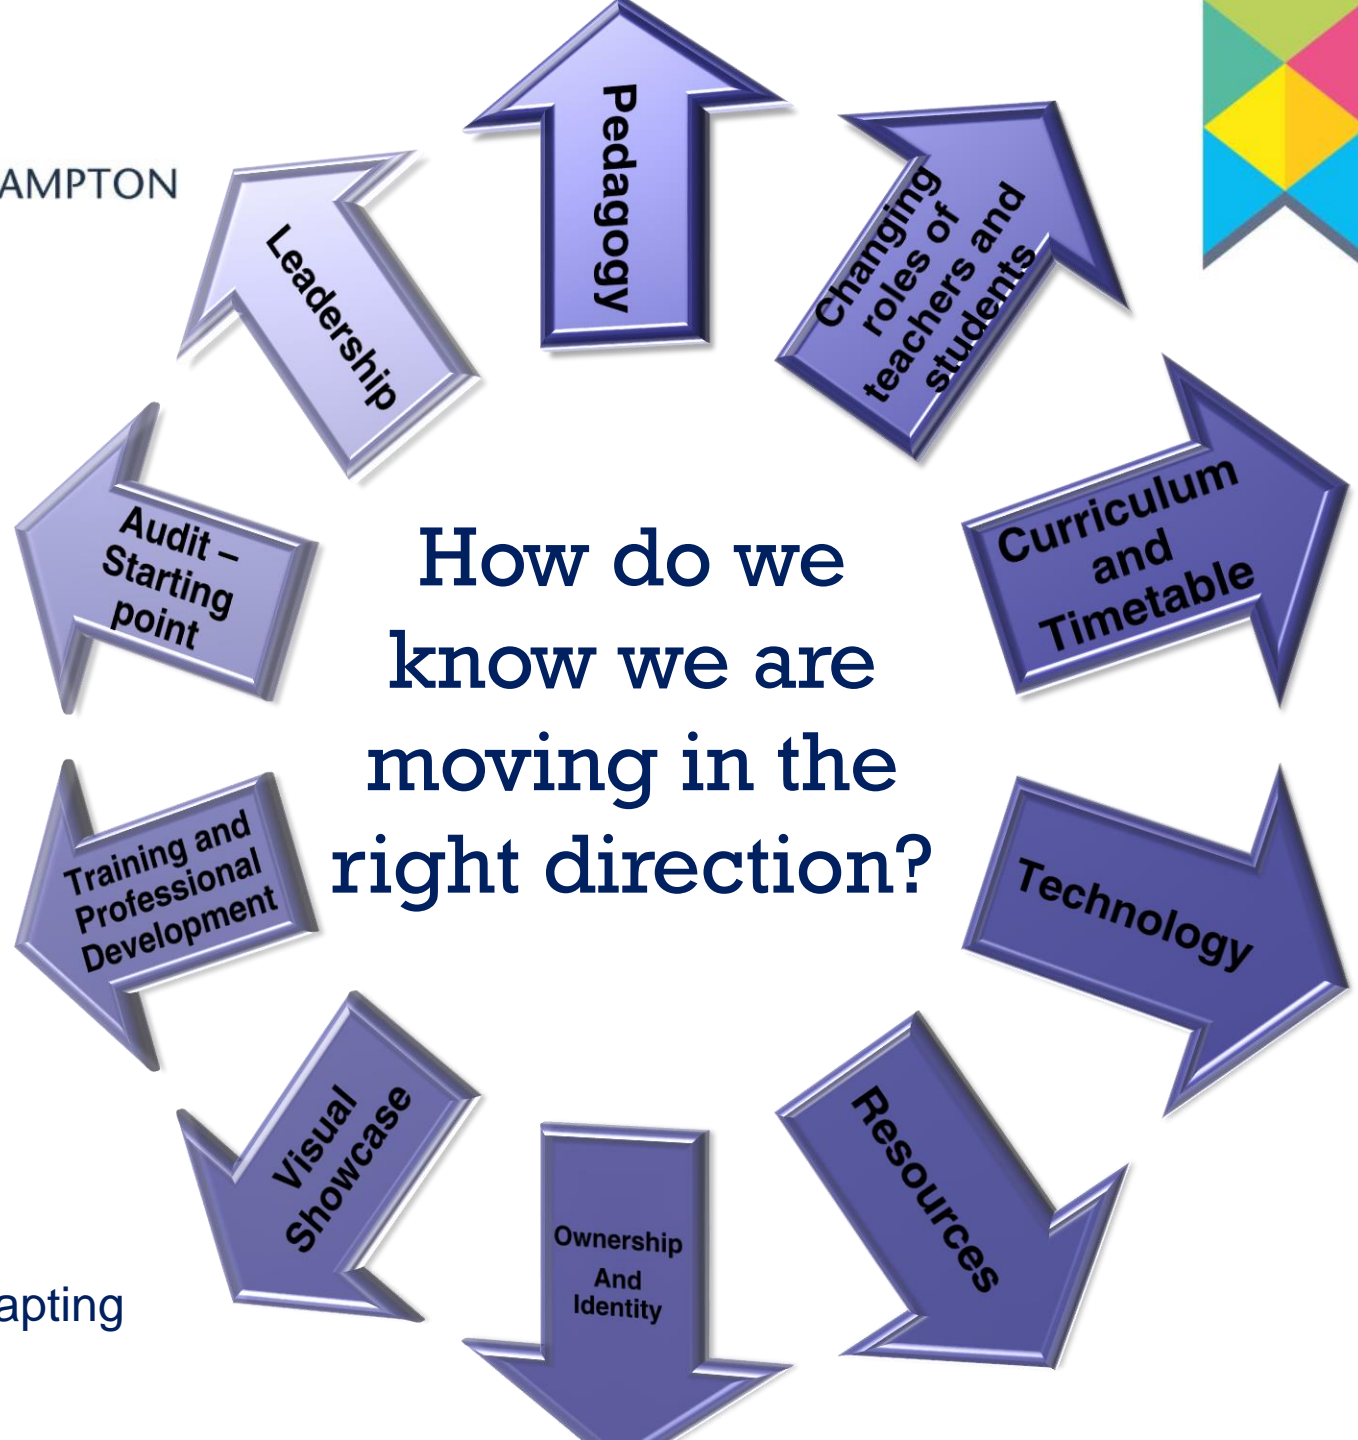 AMPTON
Pedagogy
Changing
roles of
teachers and
students
Curriculum
and
Timetable
Technology
Resources
Ownership
And
Identity
Visual
Showcase
Training and
Professional
Development
Audit –
Starting
point
Leadership
How do we
know we are
moving in the
right direction?
apting